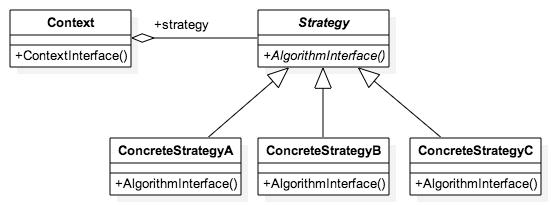 Context
+ContextInterface()
+strategy
Strategy
+AlgorithmInterface()
ConcreteStrategyA
+AlgorithmInterface()
ConcreteStrategyB
+AlgorithmInterface()
ConcreteStrategyC
+AlgorithmInterface()